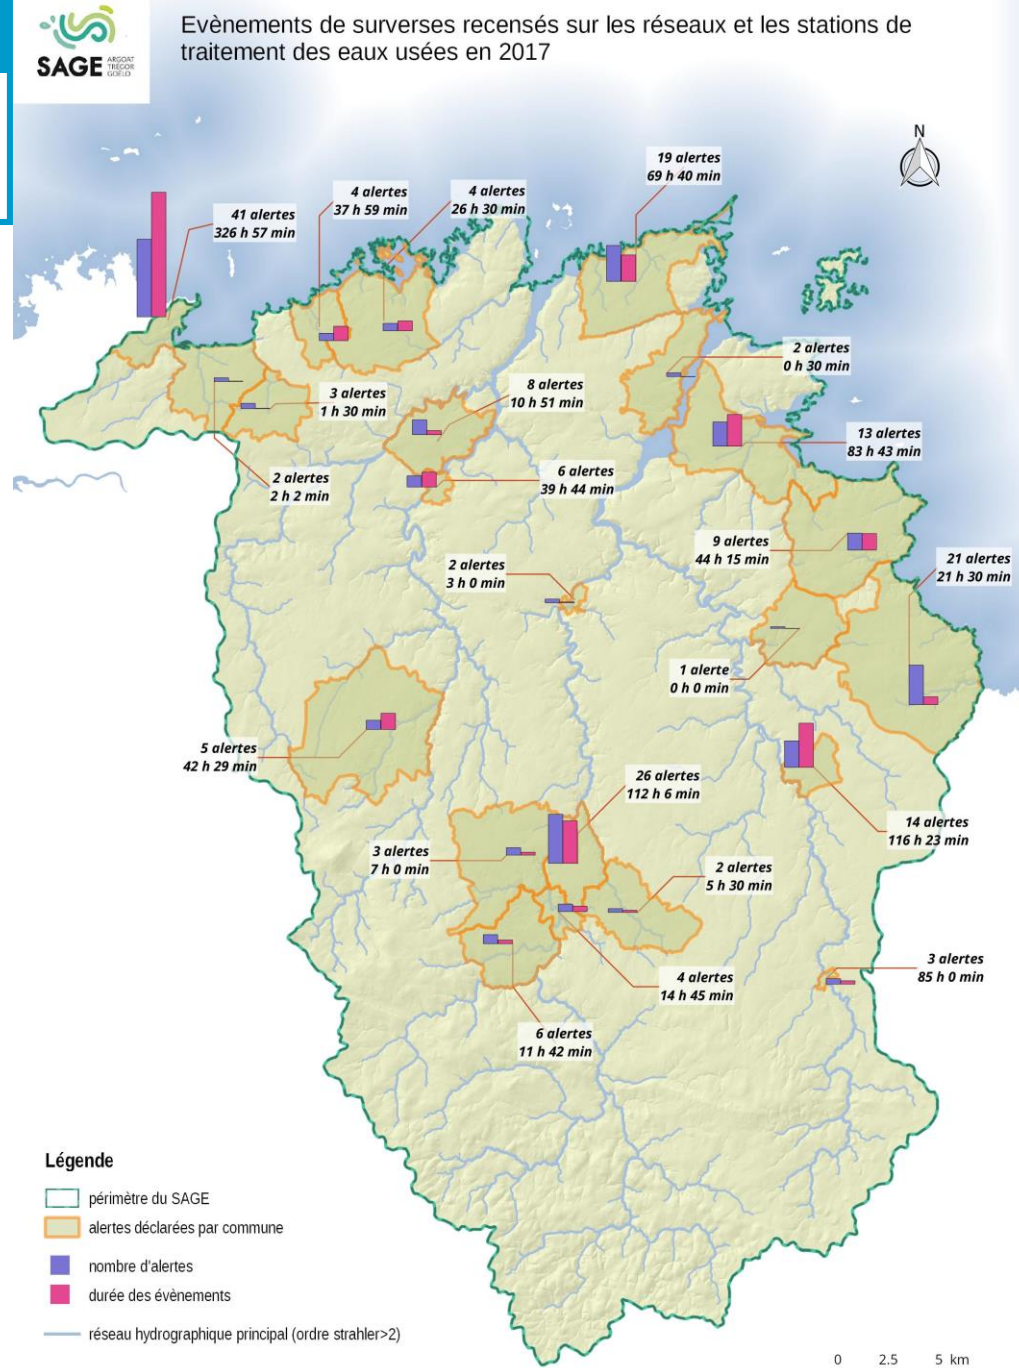 Evènements de surverses recensés sur les réseaux et les stations de
traitement des eaux usées en 2017
SAGE
ARGOAT
TRÉGOR
GOËLO
N
19 alertes
69 h 40 min
4 alertes
37 h 59 min
4 alertes
26 h 30 min
41 alertes
326 h 57 min
2 alertes
0 h 30 min
3 alertes
1 h 30 min
8 alertes
10 h 51 min
13 alertes
83 h 43 min
2 alertes
2 h 2 min
6 alertes
39 h 44 min
9 alertes
44 h 15 min
21 alertes
21 h 30 min
2 alertes
3 h 0 min
1 alerte
0 h 0 min
5 alertes
42 h 29 min
26 alertes
112 h 6 min
14 alertes
116 h 23 min
3 alertes
7 h 0 min
2 alertes
5 h 30 min
3 alertes
85 h 0 min
4 alertes
14 h 45 min
6 alertes
11 h 42 min
Légende
périmètre du SAGE
alertes déclarées par commune
nombre d'alertes
durée des évènements
réseau hydrographique principal (ordre strahler>2)
0 2.5 5 km